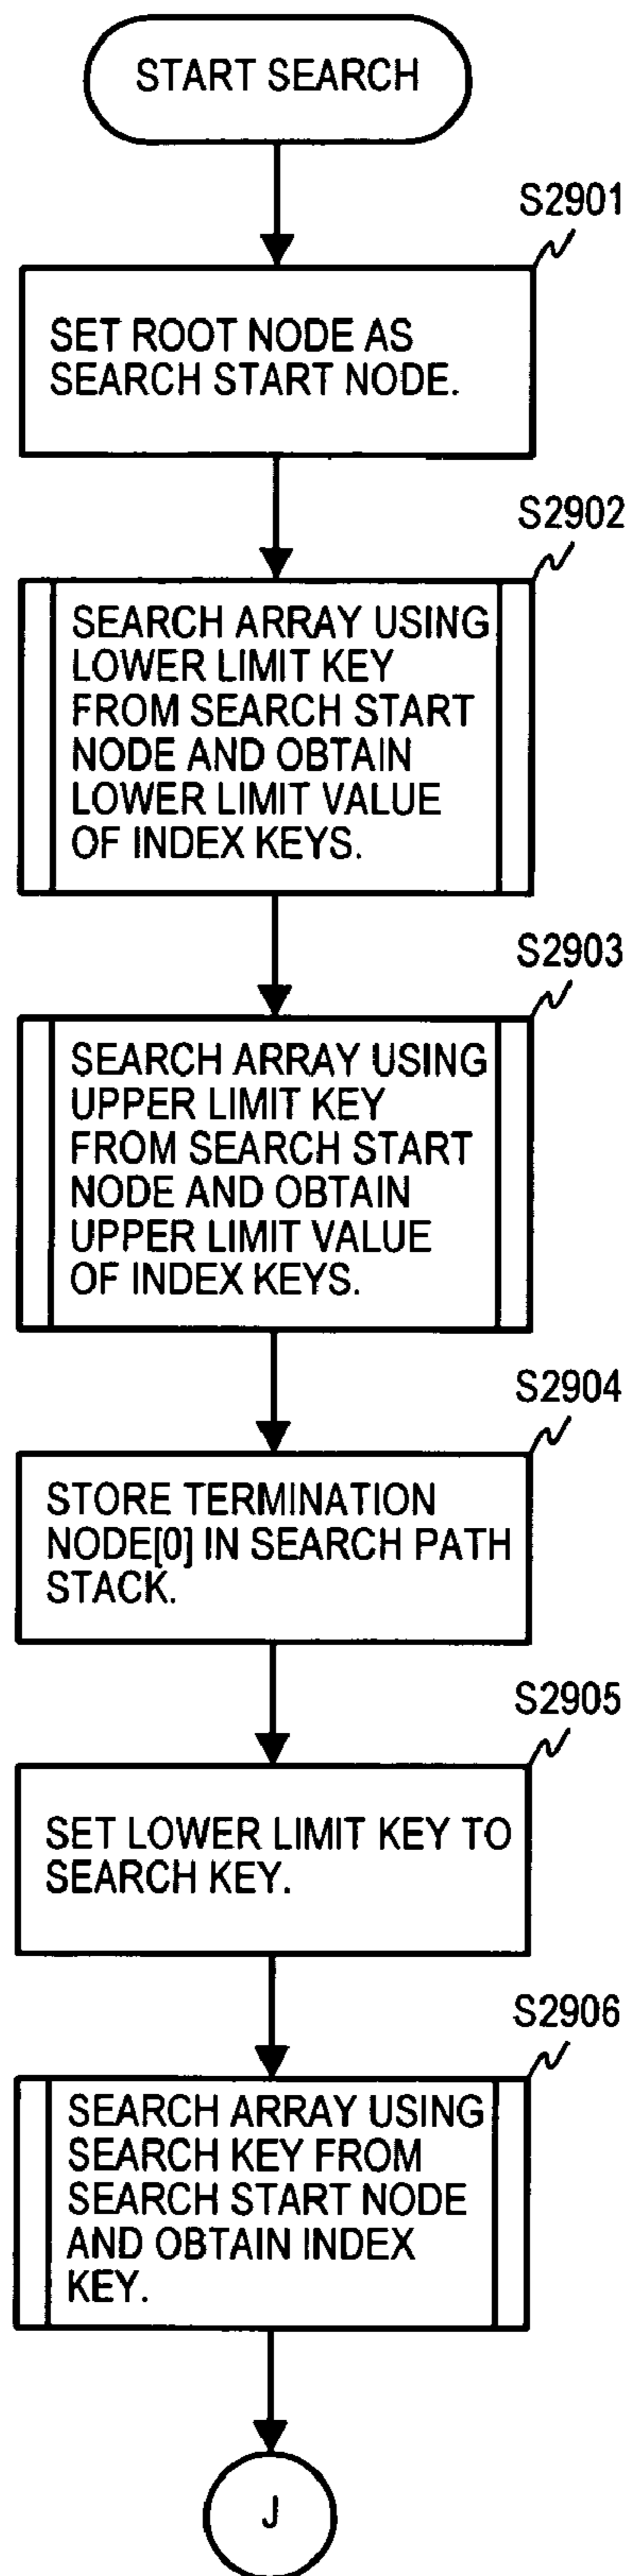 START SEARCH
S2901
SET ROOT NODE AS
SEARCH START NODE.
S2902
SEARCH ARRAY USING
LOWER LIMIT KEY
FROM SEARCH START
NODE AND OBTAIN
LOWER LIMIT VALUE
OF INDEX KEYS.
S2903
SEARCH ARRAY USING
UPPER LIMIT KEY
FROM SEARCH START
NODE AND OBTAIN
UPPER LIMIT VALUE
OF INDEX KEYS.
S2904
STORE TERMINATION
NODE[0] IN SEARCH PATH
STACK.
S2905
SET LOWER LIMIT KEY TO
SEARCH KEY.
S2906
SEARCH ARRAY USING
SEARCH KEY FROM
SEARCH START NODE
AND OBTAIN INDEX
KEY.
J